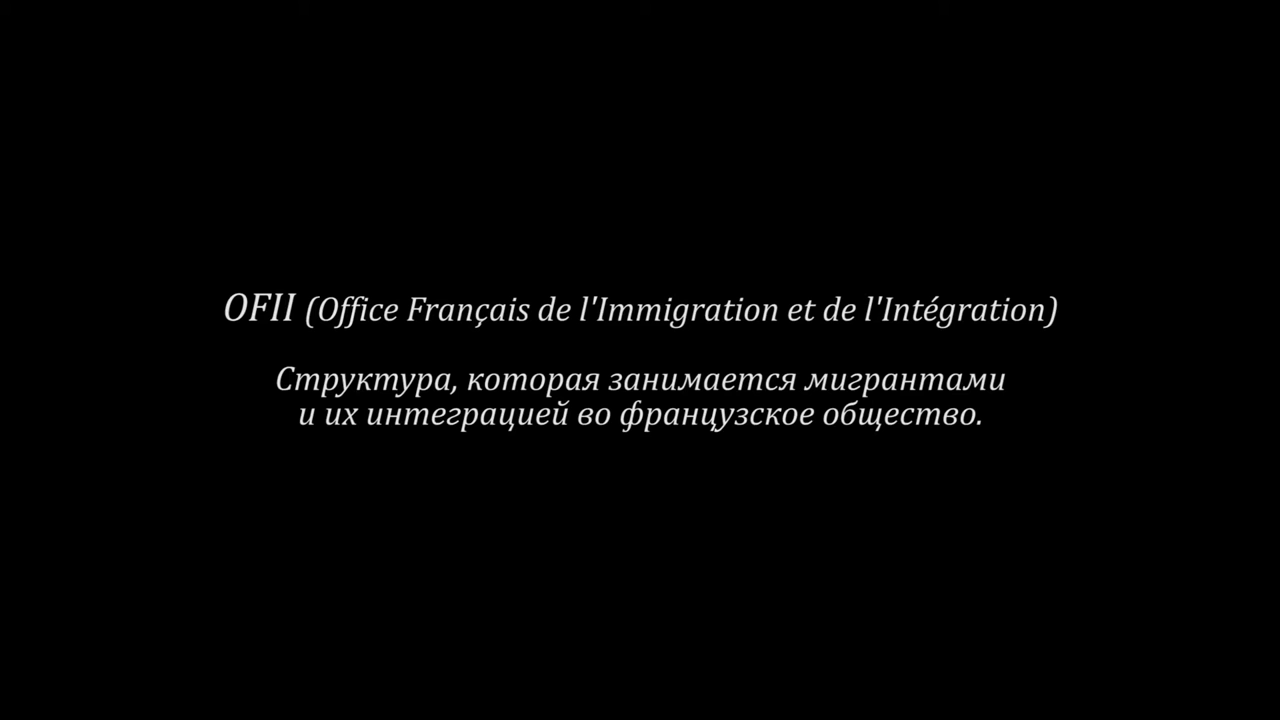 OFII (Office Français de l'Immigration et de l'Intégration)
Структура, которая занимается мигрантами
и их интеграцией во французское общество.